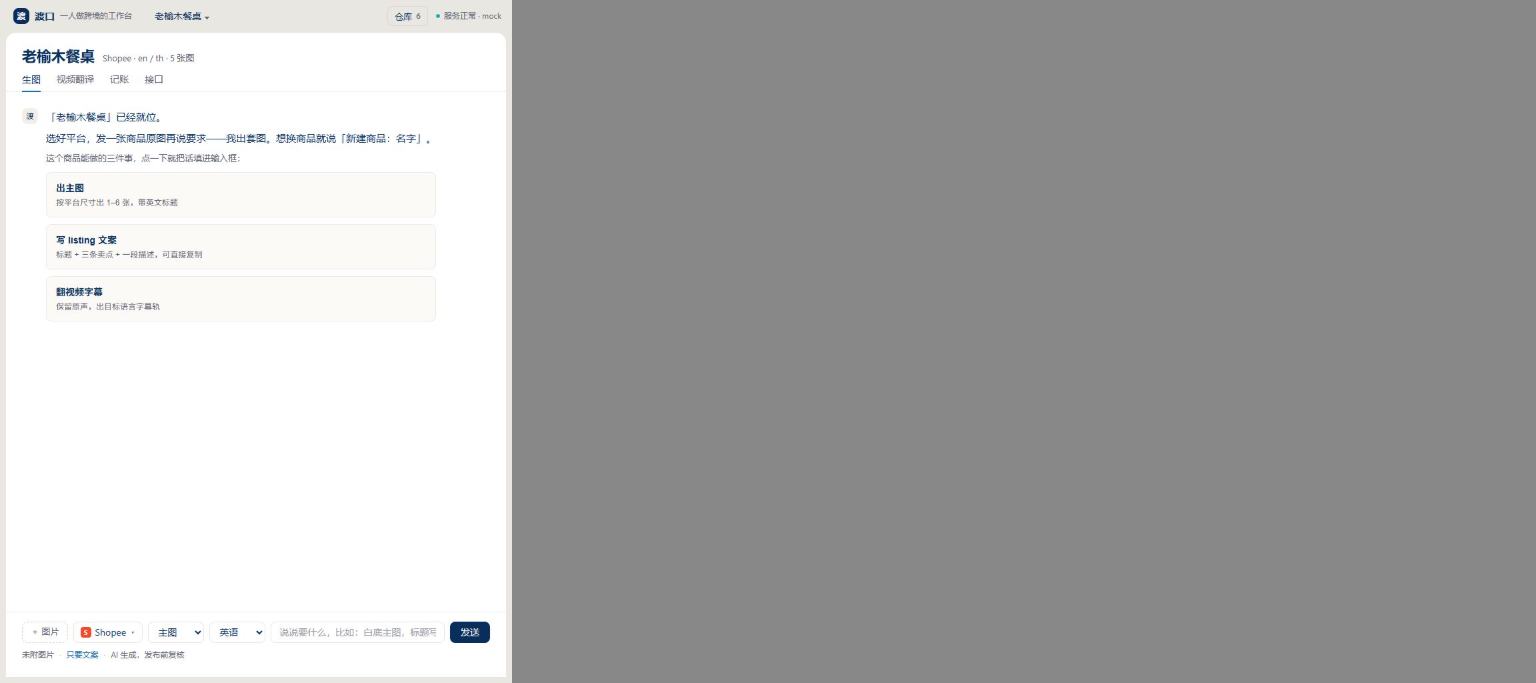 渡 渡口 一人做跨境的工作台 老榆木餐桌 仓库 6 服务正常 · mock
老榆木餐桌 Shopee · en / th · 5 张图
生图 视频翻译 记账 接口
渡 「老榆木餐桌」已经就位。
选好平台，发一张商品原图再说要求——我出套图。想换商品就说「新建商品：名字」。
这个商品能做的三件事，点一下就把话填进输入框：
出主图
按平台尺寸出 1–6 张，带英文标题
写 listing 文案
标题 + 三条卖点 + 一段描述，可直接复制
翻视频字幕
保留原声，出目标语言字幕轨
+ 图片 S Shopee 主图 英语 说说要什么，比如：白底主图，标题写 发送
未附图片 · 只要文案 · AI 生成，发布前复核